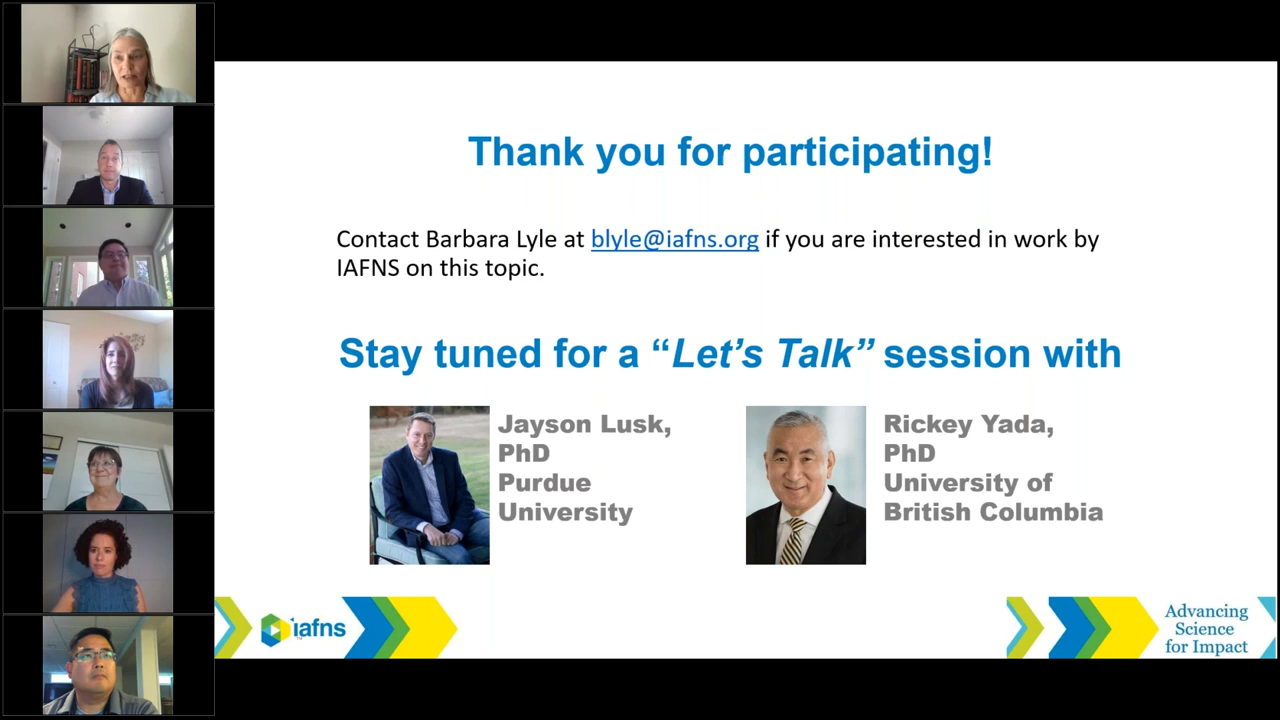 Thank you for participating!
Contact Barbara Lyle at blyle@iafns.org if you are interested in work by
IAFNS on this topic.
Stay tuned for a “Let’s Talk” session with
Jayson Lusk,
PhD
Purdue
University
Rickey Yada,
PhD
University of
British Columbia
iafns
Advancing
Science
for Impact